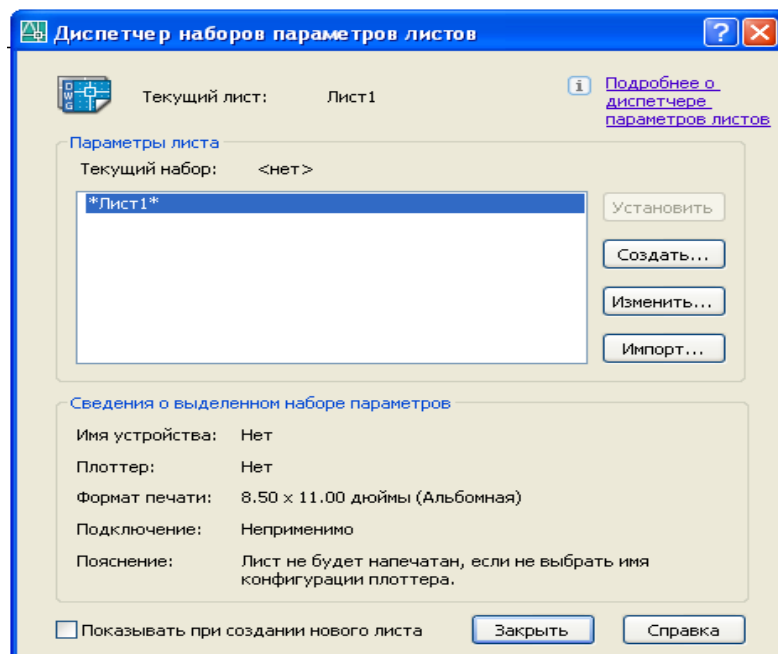 Диспетчер наборов параметров листов
DWG
Текущий лист: Лист1
Подробнее о
диспетчере
параметров листов
Параметры листа
Текущий набор: <нет>
*Лист1*
Установить
Создать...
Изменить...
Импорт...
Сведения о выделенном наборе параметров
Имя устройства: Нет
Плоттер: Нет
Формат печати: 8.50 x 11.00 дюймы (Альбомная)
Подключение: Неприменимо
Пояснение: Лист не будет напечатан, если не выбрать имя
конфигурации плоттера.
Показывать при создании нового листа
Закрыть
Справка